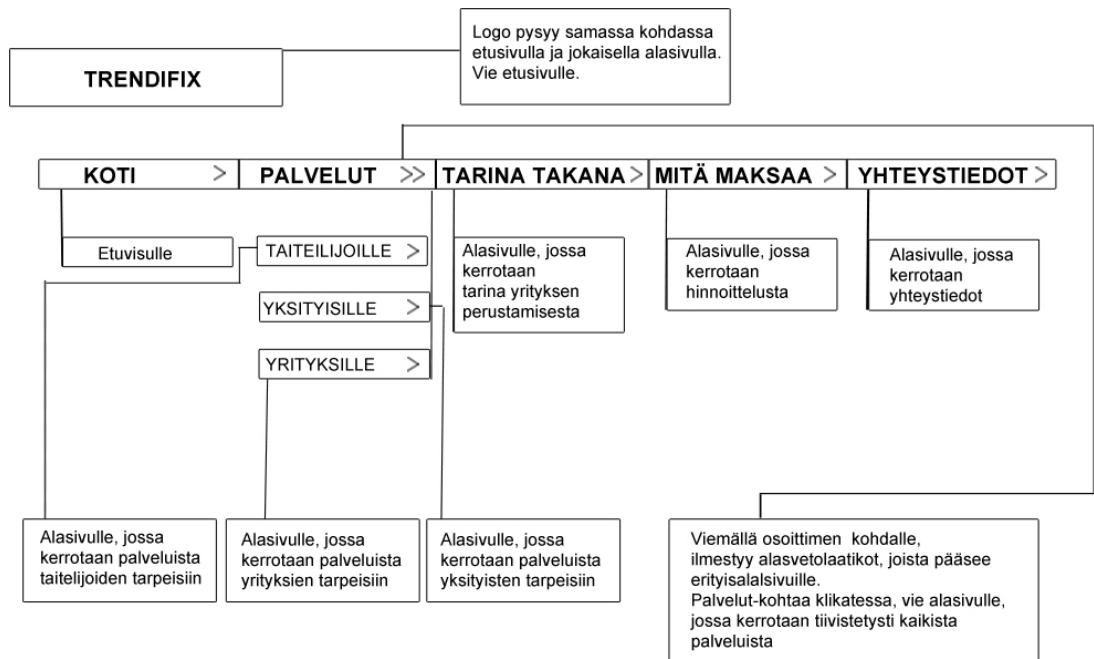 Logo pysyy samassa kohdassa
etusivulla ja jokaisella alasivulla.
Vie etusivulle.
TRENDIFIX
KOTI >
PALVELUT >>
TARINA TAKANA >
MITÄ MAKSAA >
YHTEYSTIEDOT >
Etuvisulle
TAITEILIJOILLE >
YKSITYISILLE >
YRITYKSILLE >
Alasivulle, jossa
kerrotaan
tarina yrityksen
perustamisesta
Alasivulle, jossa
kerrotaan
hinnoittelusta
Alasivulle, jossa
kerrotaan
yhteystiedot
Alasivulle, jossa
kerrotaan palveluista
taitelijoiden tarpeisiin
Alasivulle, jossa
kerrotaan palveluista
yrityksien tarpeisiin
Alasivulle, jossa
kerrotaan palveluista
yksityisten tarpeisiin
Viemällä osoittimen kohdalle,
ilmestyy alasvetolaatikot, joista pääsee
erityisalalsivuille.
Palvelut-kohtaa klikatessa, vie alasivulle,
jossa kerrotaan tiivistetysti kaikista
palveluista